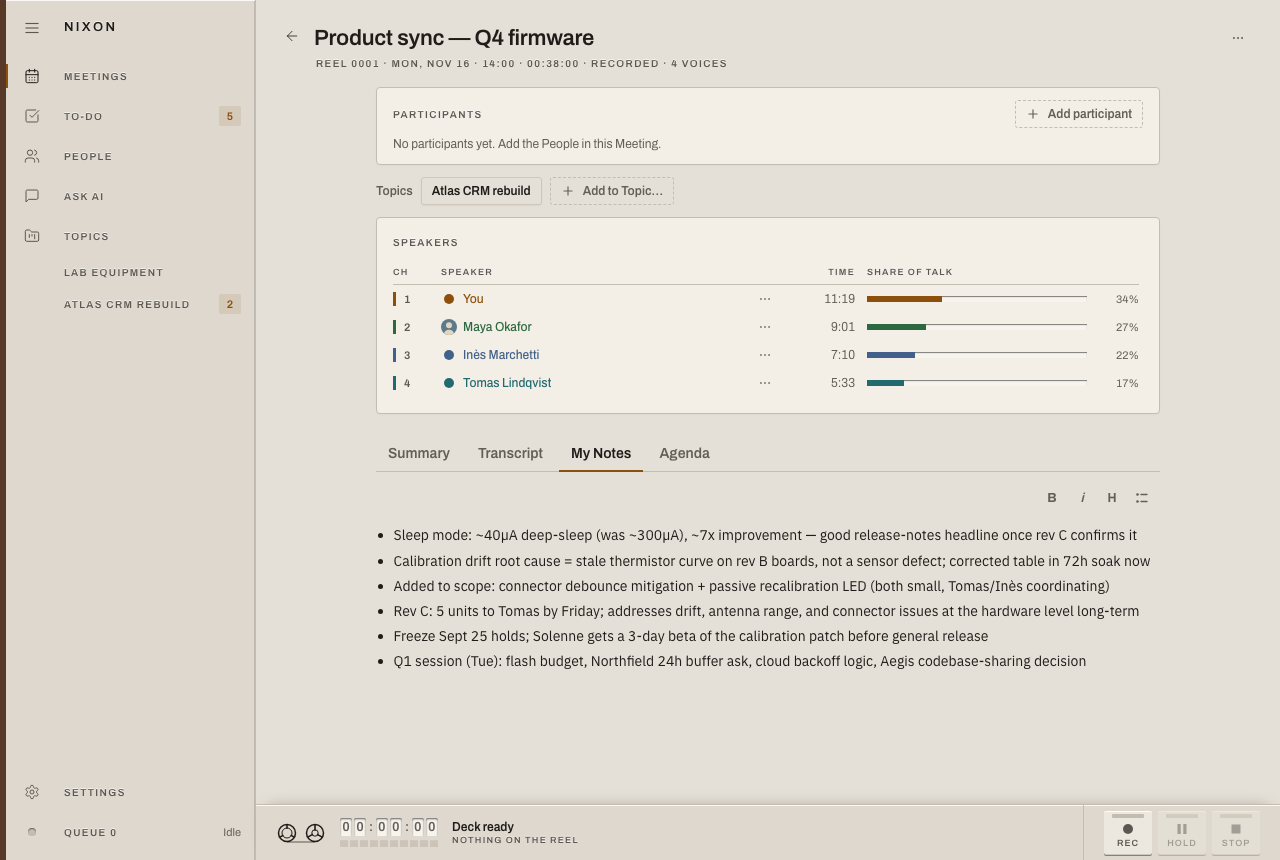 NIXON
MEETINGS
TO-DO 5
PEOPLE
ASK AI
TOPICS
LAB EQUIPMENT
ATLAS CRM REBUILD 2
SETTINGS
QUEUE 0 Idle
Product sync — Q4 firmware
REEL 0001 · MON, NOV 16 · 14:00 · 00:38:00 · RECORDED · 4 VOICES
PARTICIPANTS
Add participant
No participants yet. Add the People in this Meeting.
Topics Atlas CRM rebuild Add to Topic…
SPEAKERS
CH SPEAKER TIME SHARE OF TALK
1 You 11:19 34%
2 Maya Okafor 9:01 27%
3 Inès Marchetti 7:10 22%
4 Tomas Lindqvist 5:33 17%
Summary Transcript My Notes Agenda
B i H
Sleep mode: ~40µA deep-sleep (was ~300µA), ~7x improvement — good release-notes headline once rev C confirms it
Calibration drift root cause = stale thermistor curve on rev B boards, not a sensor defect; corrected table in 72h soak now
Added to scope: connector debounce mitigation + passive recalibration LED (both small, Tomas/Inès coordinating)
Rev C: 5 units to Tomas by Friday; addresses drift, antenna range, and connector issues at the hardware level long-term
Freeze Sept 25 holds; Solenne gets a 3-day beta of the calibration patch before general release
Q1 session (Tue): flash budget, Northfield 24h buffer ask, cloud backoff logic, Aegis codebase-sharing decision
00:00:00
Deck ready
NOTHING ON THE REEL
REC HOLD STOP